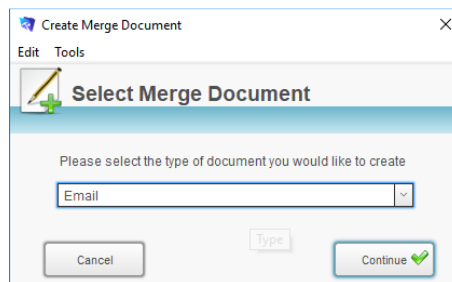 Create Merge Document
Edit Tools
Select Merge Document
Please select the type of document you would like to create
Email
Type
Cancel
Continue